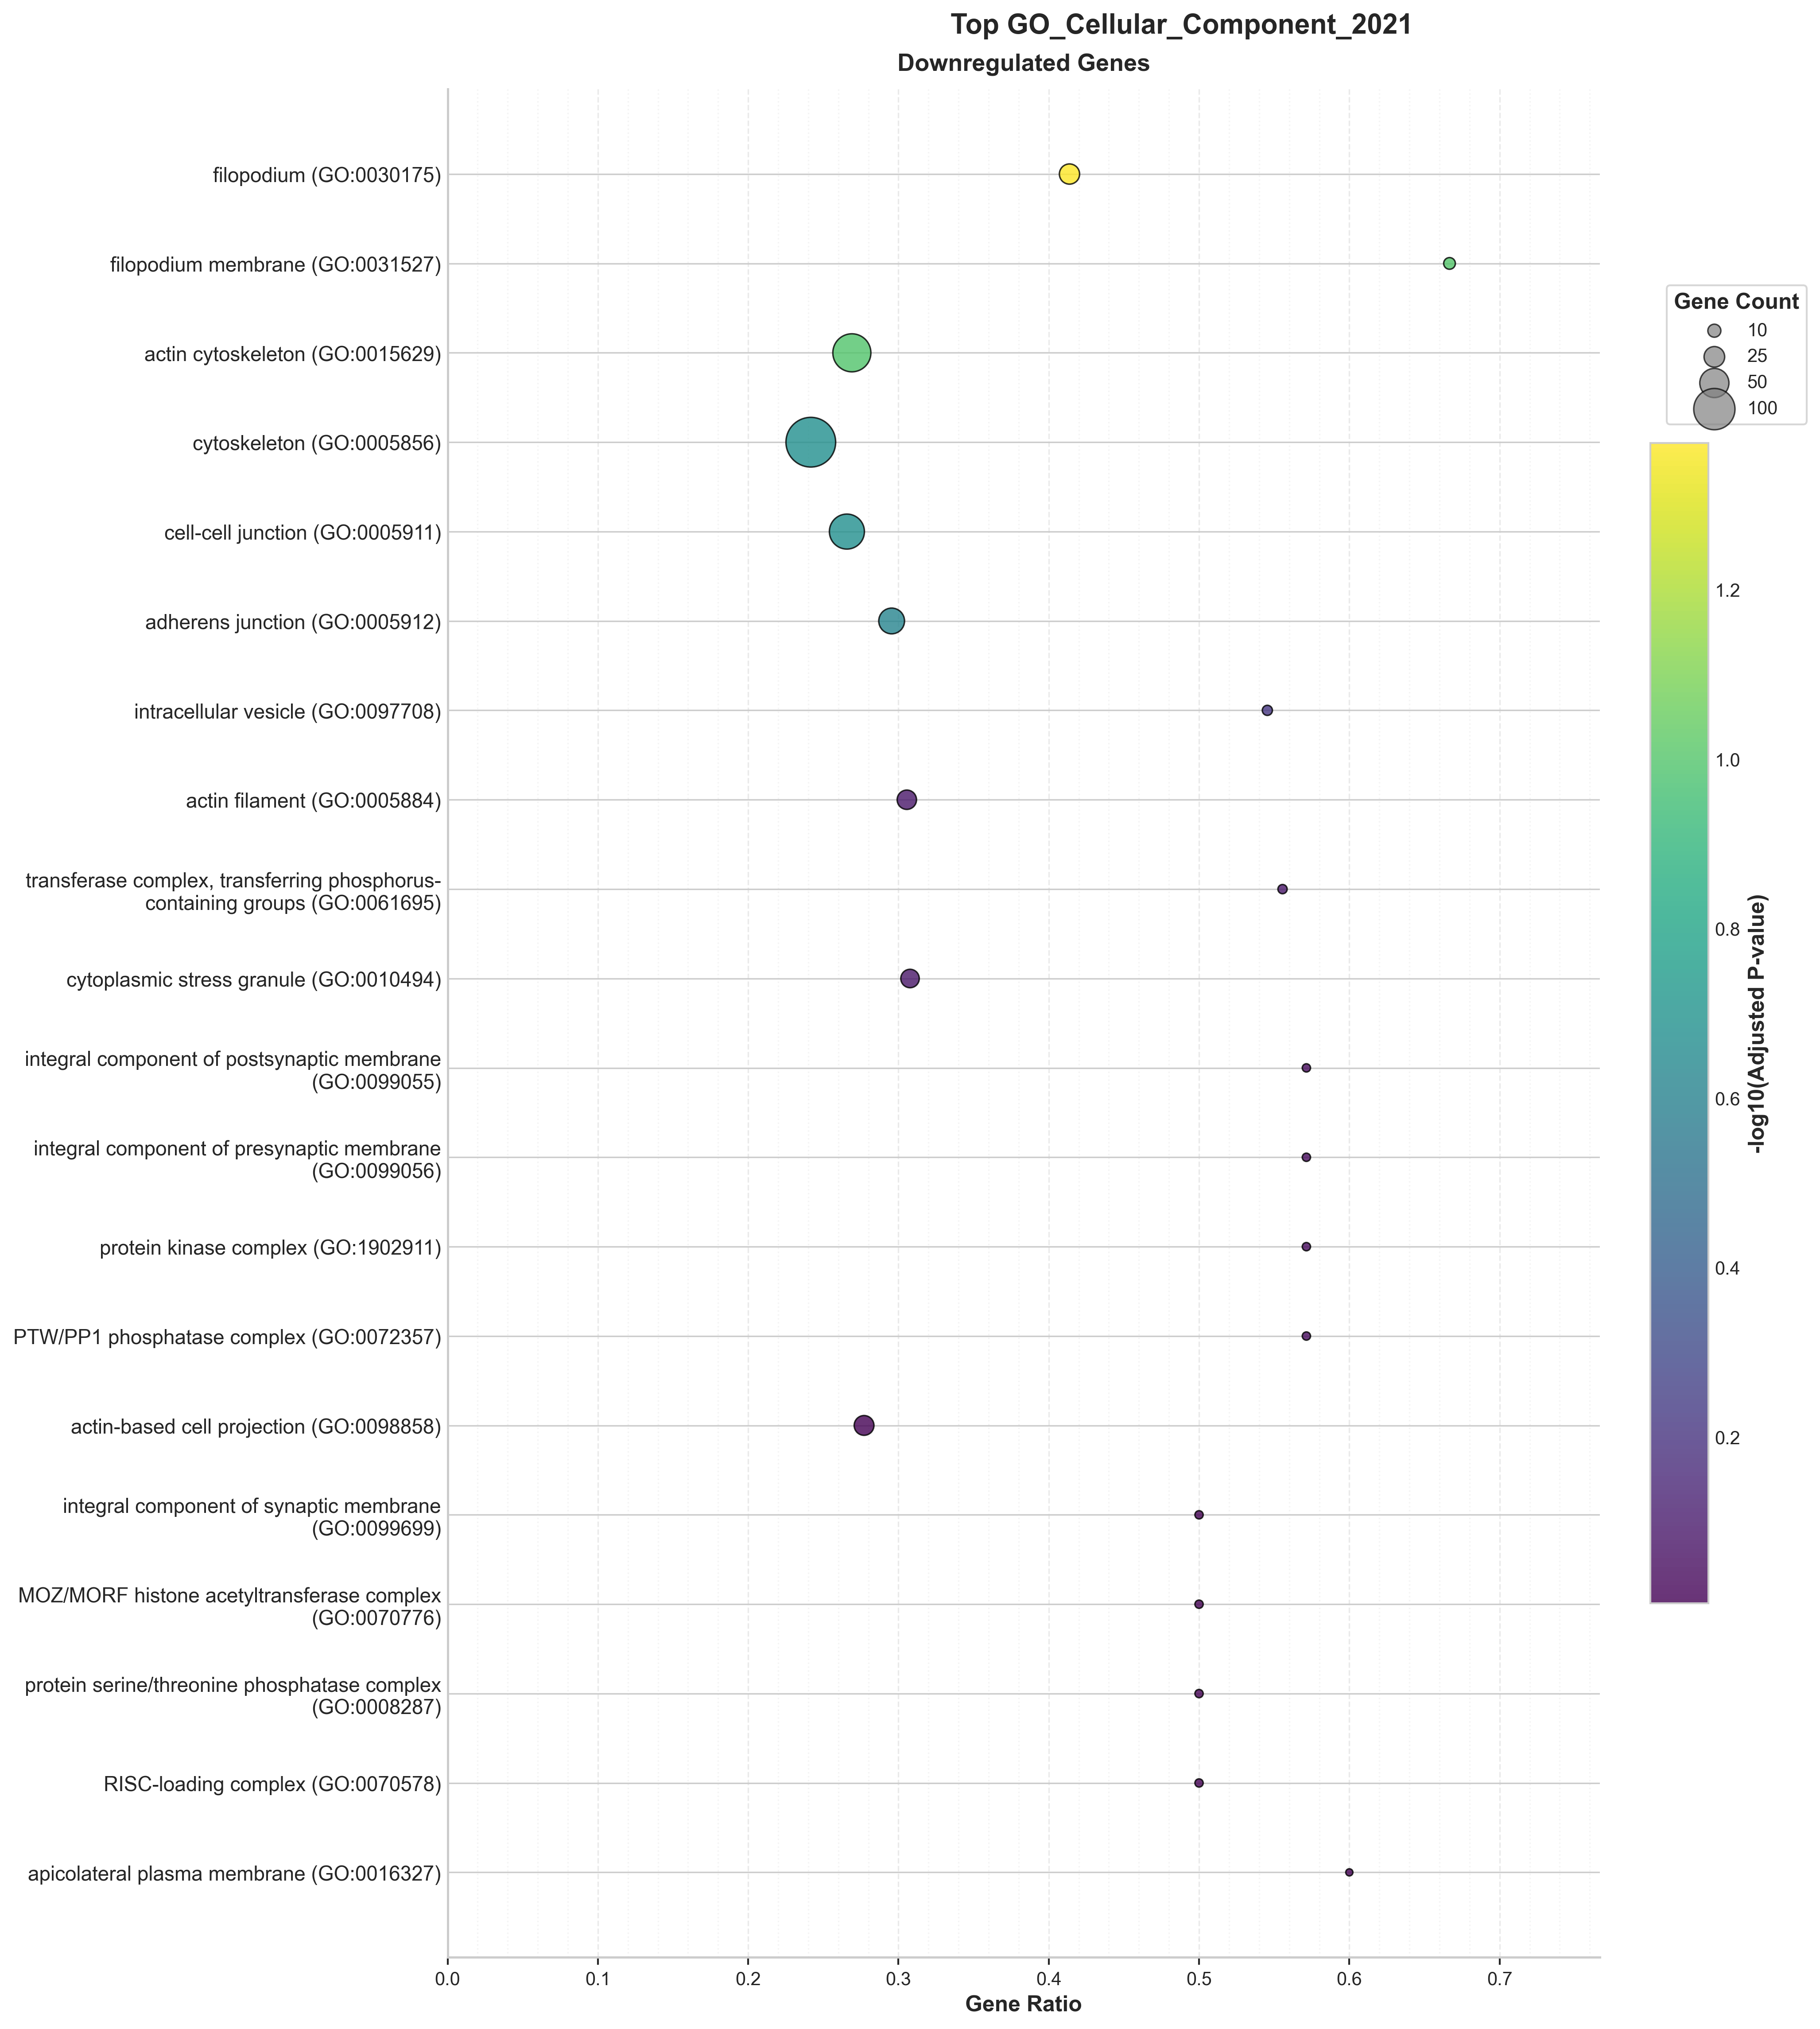 Top GO_Cellular_Component_2021
Downregulated Genes
filopodium (GO:0030175)
filopodium membrane (GO:0031527)
actin cytoskeleton (GO:0015629)
cytoskeleton (GO:0005856)
cell-cell junction (GO:0005911)
adherens junction (GO:0005912)
intracellular vesicle (GO:0097708)
actin filament (GO:0005884)
transferase complex, transferring phosphorus-
containing groups (GO:0061695)
cytoplasmic stress granule (GO:0010494)
integral component of postsynaptic membrane
(GO:0099055)
integral component of presynaptic membrane
(GO:0099056)
protein kinase complex (GO:1902911)
PTW/PP1 phosphatase complex (GO:0072357)
actin-based cell projection (GO:0098858)
integral component of synaptic membrane
(GO:0099699)
MOZ/MORF histone acetyltransferase complex
(GO:0070776)
protein serine/threonine phosphatase complex
(GO:0008287)
RISC-loading complex (GO:0070578)
apicolateral plasma membrane (GO:0016327)
0.0 0.1 0.2 0.3 0.4 0.5 0.6 0.7
Gene Ratio
Gene Count
10
25
50
100
1.2
1.0
0.8
0.6
0.4
0.2
-log10(Adjusted P-value)